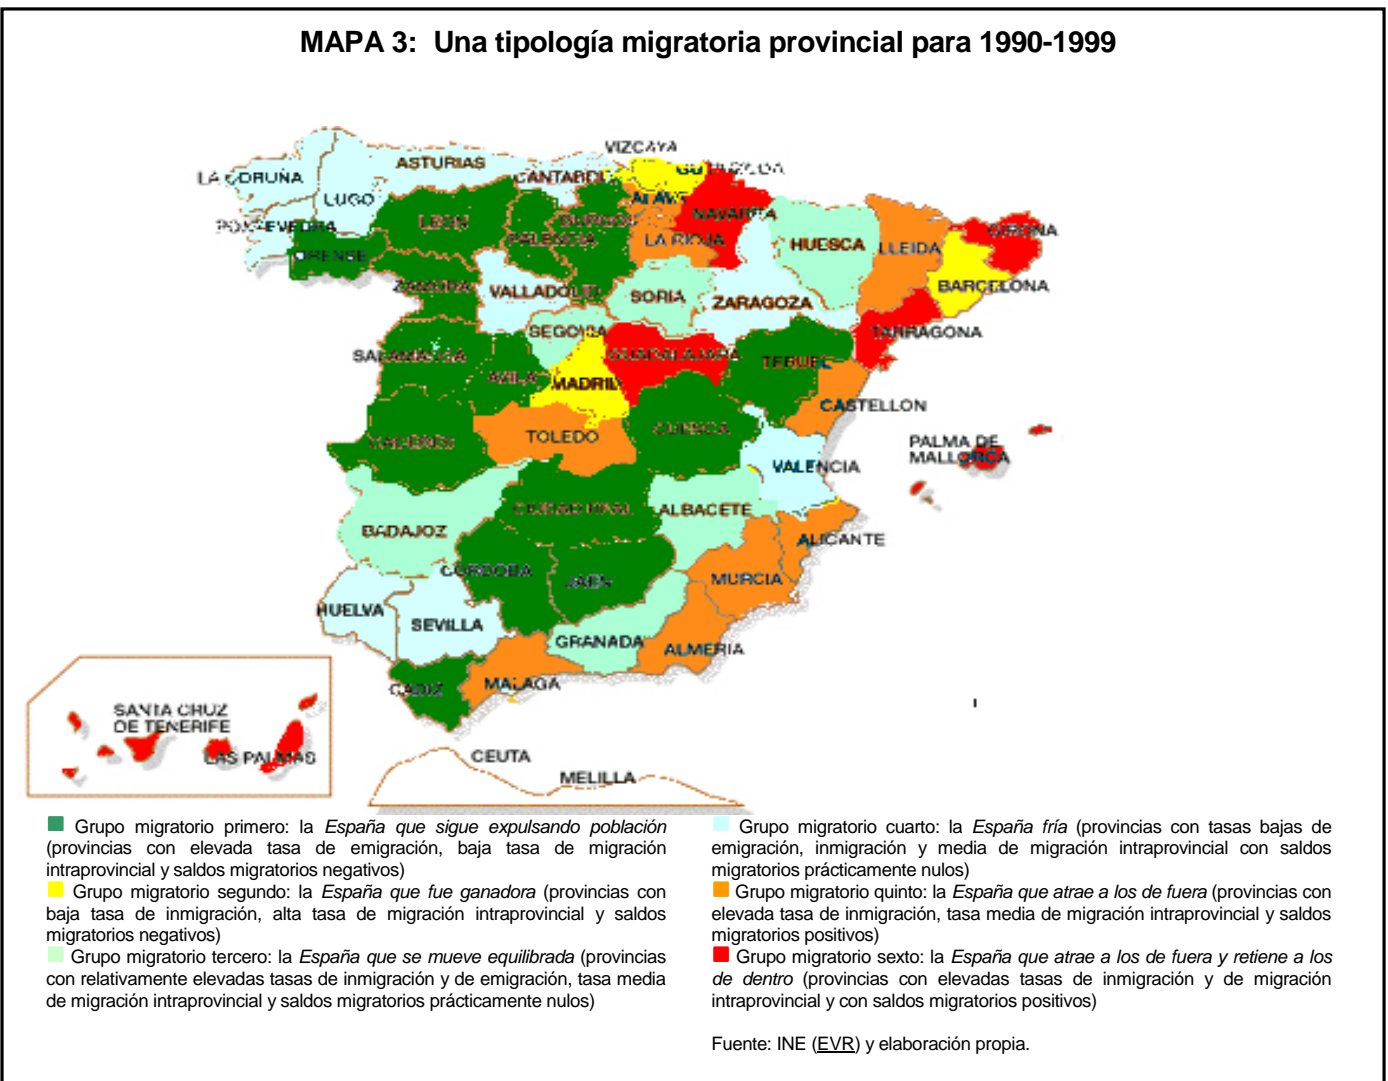 MAPA 3: Una tipología migratoria provincial para 1990-1999
VIZCAYA
ASTURIAS
CANTABRIA
LA CORUÑA
LUGO
ALAVA
NAVARRA
PONTEVEDRA
LEON
PALENCIA
BURGOS
LA RIOJA
HUESCA
LLEIDA
GIRONA
ORENSE
ZAMORA
VALLADOLID
SORIA
ZARAGOZA
BARCELONA
SEGOVIA
TARRAGONA
SALAMANCA
AVILA
MADRID
GUADALAJARA
TERUEL
CASTELLON
CACERES
TOLEDO
CUENCA
PALMA DE
MALLORCA
VALENCIA
BADAJOZ
CIUDAD REAL
ALBACETE
ALICANTE
CORDOBA
JAEN
MURCIA
HUELVA
SEVILLA
GRANADA
ALMERIA
CADIZ
MALAGA
SANTA CRUZ
DE TENERIFE
LAS PALMAS
CEUTA
MELILLA
Grupo migratorio primero: la España que sigue expulsando población
(provincias con elevada tasa de emigración, baja tasa de migración
intraprovincial y saldos migratorios negativos)
Grupo migratorio segundo: la España que fue ganadora (provincias con
baja tasa de inmigración, alta tasa de migración intraprovincial y saldos
migratorios negativos)
Grupo migratorio tercero: la España que se mueve equilibrada (provincias
con relativamente elevadas tasas de inmigración y de emigración, tasa media
de migración intraprovincial y saldos migratorios prácticamente nulos)
Grupo migratorio cuarto: la España fría (provincias con tasas bajas de
emigración, inmigración y media de migración intraprovincial con saldos
migratorios prácticamente nulos)
Grupo migratorio quinto: la España que atrae a los de fuera (provincias con
elevada tasa de inmigración, tasa media de migración intraprovincial y saldos
migratorios positivos)
Grupo migratorio sexto: la España que atrae a los de fuera y retiene a los
de dentro (provincias con elevadas tasas de inmigración y de migración
intraprovincial y con saldos migratorios positivos)
Fuente: INE (EVR) y elaboración propia.